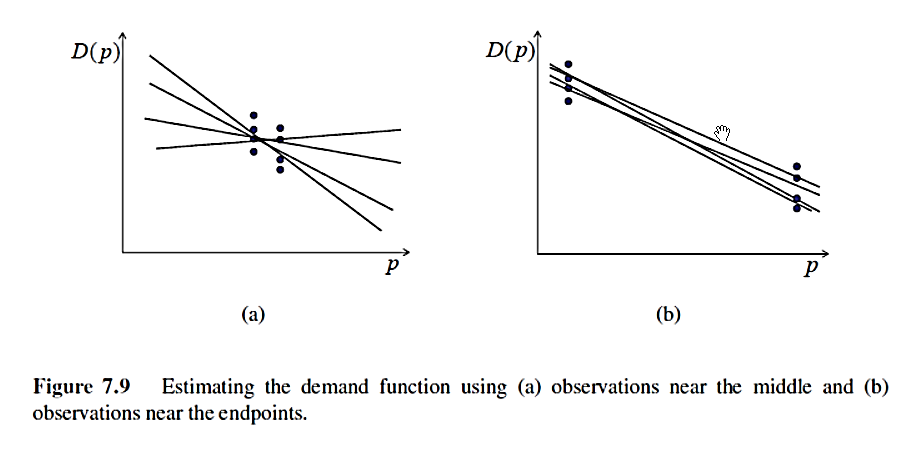 D(p)
p
(a)
D(p)
p
(b)
Figure 7.9 Estimating the demand function using (a) observations near the middle and (b)
observations near the endpoints.